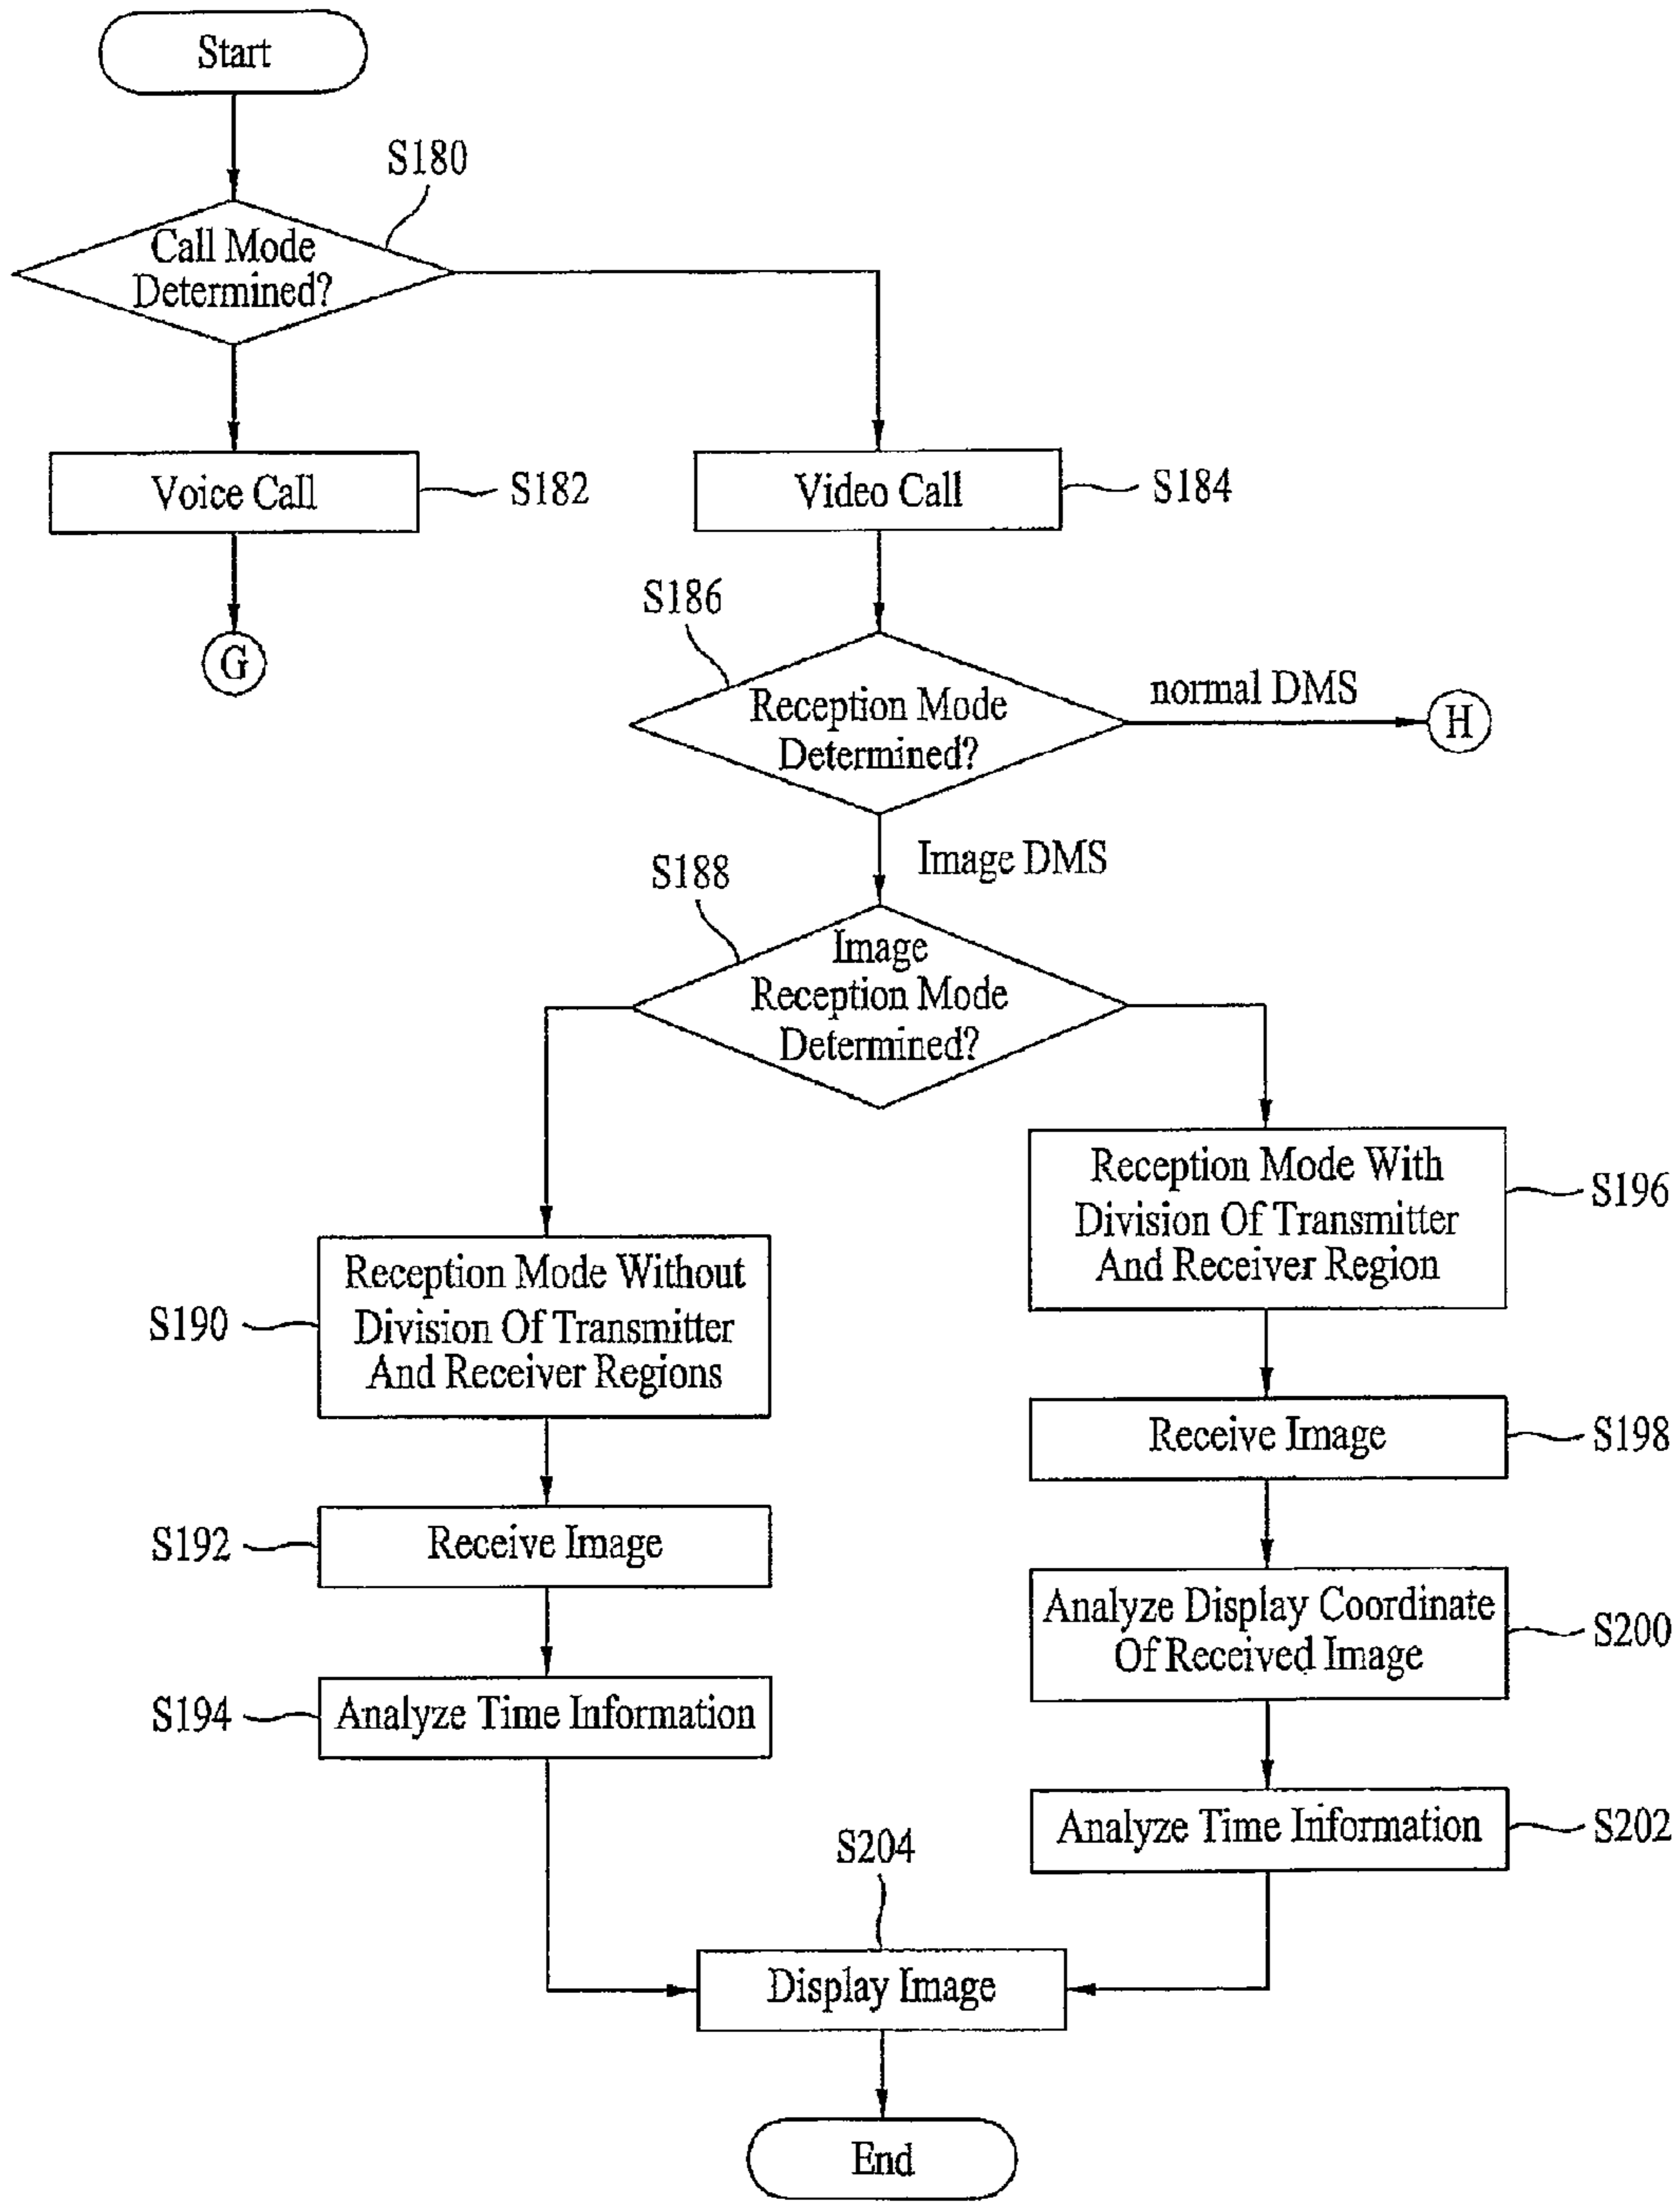 Start
S180
Call Mode
Determined?
Voice Call
S182
Video Call
S184
G
S186
Reception Mode
Determined?
normal DMS
H
Image DMS
S188
Image
Reception Mode
Determined?
Reception Mode With
Division Of Transmitter
And Receiver Region
S196
S190
Reception Mode Without
Division Of Transmitter
And Receiver Regions
Receive Image
S198
S192
Receive Image
Analyze Display Coordinate
Of Received Image
S200
S194
Analyze Time Information
Analyze Time Information
S202
S204
Display Image
End